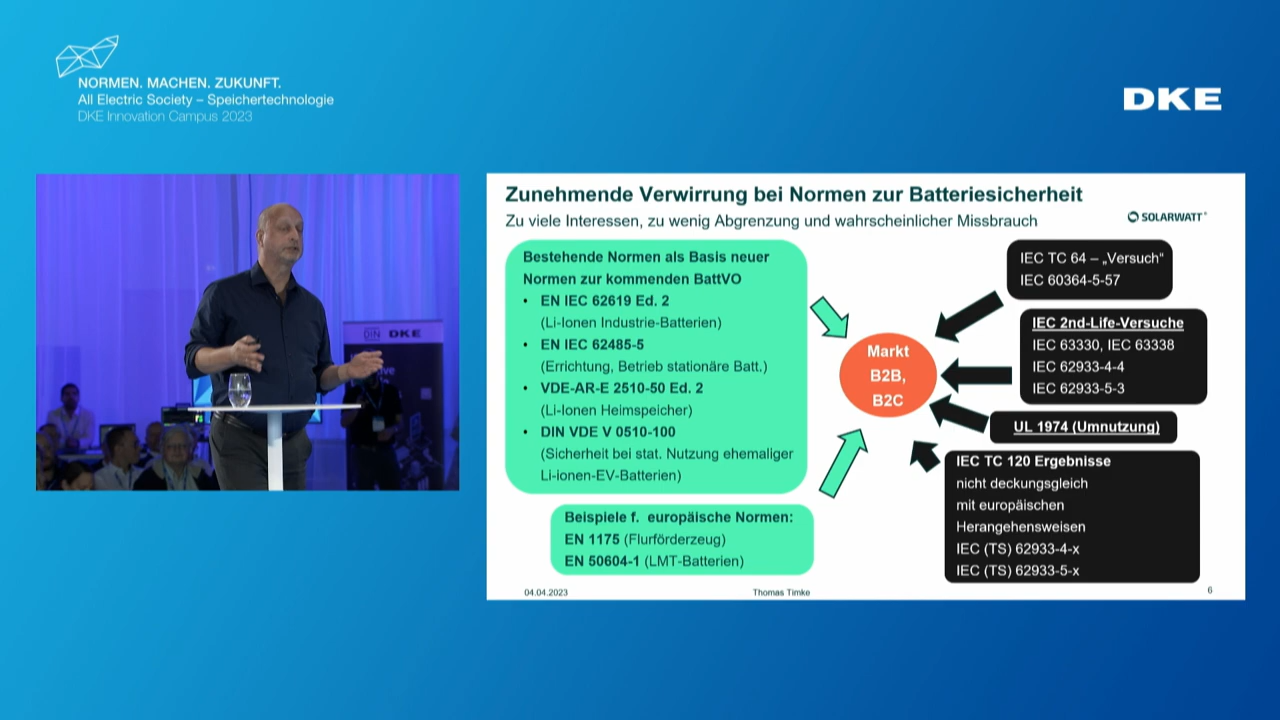 NORMEN. MACHEN. ZUKUNFT.
All Electric Society – Speichertechnologie
DKE Innovation Campus 2023
DKE
DIN
DKE
Zunehmende Verwirrung bei Normen zur Batteriesicherheit
Zu viele Interessen, zu wenig Abgrenzung und wahrscheinlicher Missbrauch
SOLARWATT
Bestehende Normen als Basis neuer
Normen zur kommenden BattVO
• EN IEC 62619 Ed. 2
(Li-Ionen Industrie-Batterien)
• EN IEC 62485-5
(Errichtung, Betrieb stationäre Batt.)
• VDE-AR-E 2510-50 Ed. 2
(Li-Ionen Heimspeicher)
• DIN VDE V 0510-100
(Sicherheit bei stat. Nutzung ehemaliger
Li-ionen-EV-Batterien)
Beispiele f. europäische Normen:
EN 1175 (Flurförderzeug)
EN 50604-1 (LMT-Batterien)
Markt
B2B,
B2C
IEC TC 64 – „Versuch“
IEC 60364-5-57
IEC 2nd-Life-Versuche
IEC 63330, IEC 63338
IEC 62933-4-4
IEC 62933-5-3
UL 1974 (Umnutzung)
IEC TC 120 Ergebnisse
nicht deckungsgleich
mit europäischen
Herangehensweisen
IEC (TS) 62933-4-x
IEC (TS) 62933-5-x
04.04.2023
Thomas Timke
6